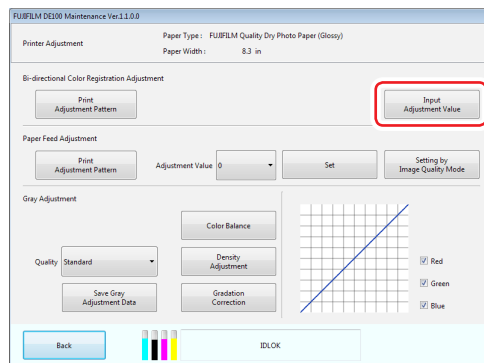 FUJIFILM DE100 Maintenance Ver.1.1.0.0
Printer Adjustment
Paper Type : FUJIFILM Quality Dry Photo Paper (Glossy)
Paper Width : 8.3 in
Bi-directional Color Registration Adjustment
Print
Adjustment Pattern
Input
Adjustment Value
Paper Feed Adjustment
Print
Adjustment Pattern
Adjustment Value 0
Set
Setting by
Image Quality Mode
Gray Adjustment
Color Balance
Quality Standard
Density
Adjustment
Save Gray
Adjustment Data
Gradation
Correction
Red
Green
Blue
Back
IDLOK